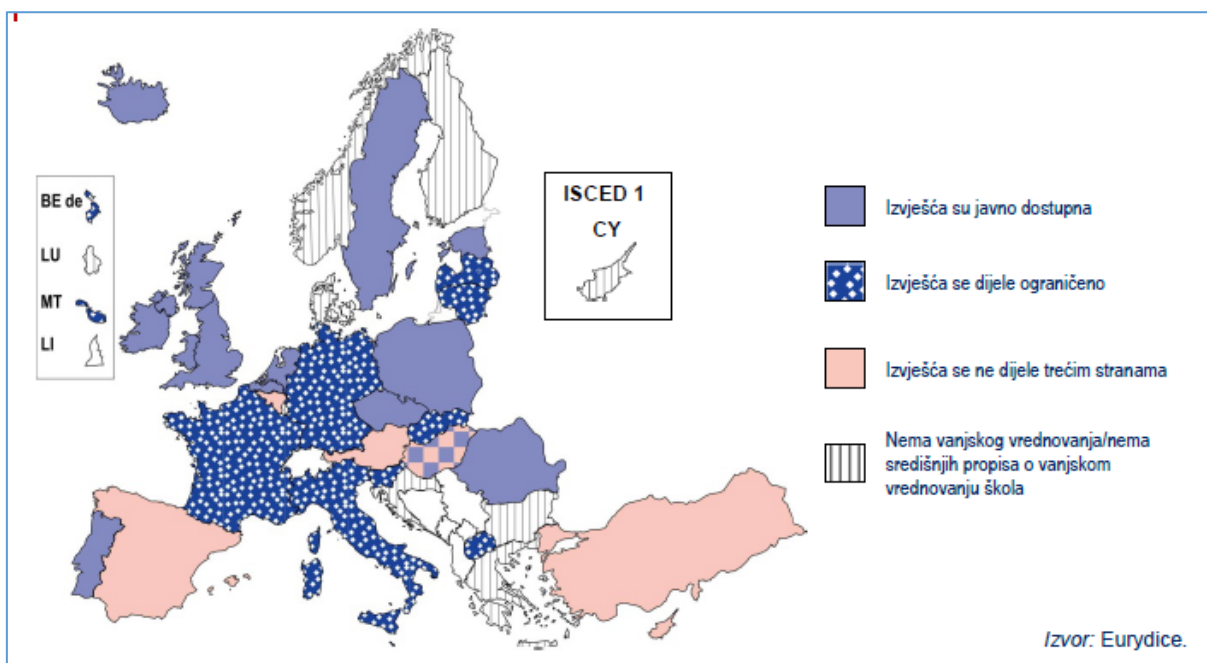 BE de
LU
MT
LI
ISCED 1
CY
Izvješća su javno dostupna
Izvješća se dijele ograničeno
Izvješća se ne dijele trećim stranama
Nema vanjskog vrednovanja/nema
središnjih propisa o vanjskom
vrednovanju škola
Izvor: Eurydice.